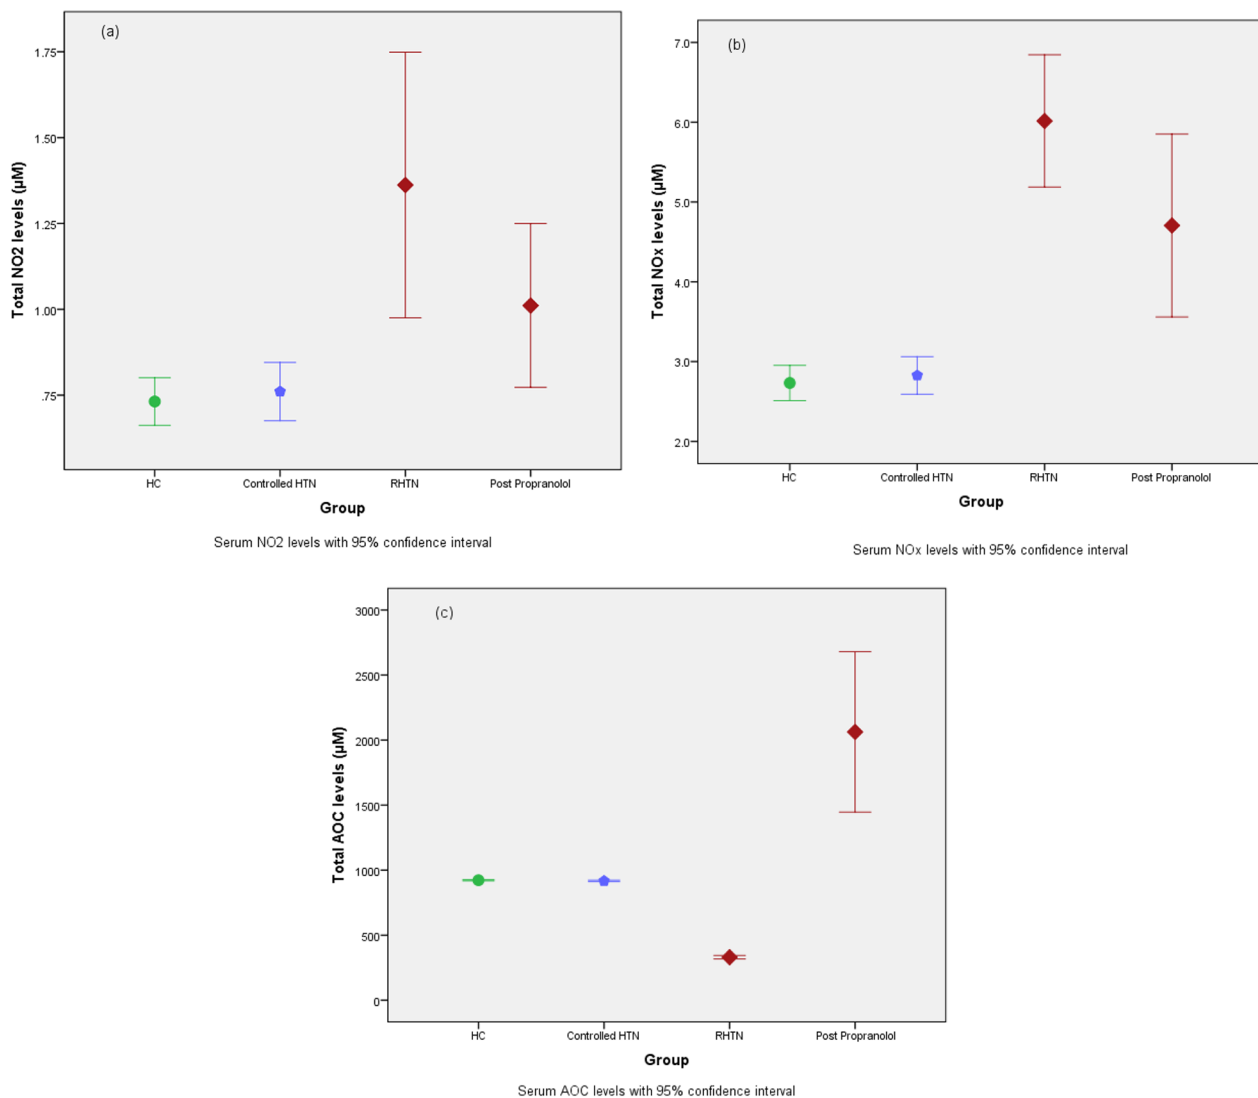 (a)
Total NO2 levels (µM)
1.75
1.50
1.25
1.00
.75
HC Controlled HTN RHTN Post Propranolol
Group
Serum NO2 levels with 95% confidence interval
(b)
Total NOx levels (µM)
7.0
6.0
5.0
4.0
3.0
2.0
HC Controlled HTN RHTN Post Propranolol
Group
Serum NOx levels with 95% confidence interval
(c)
Total AOC levels (µM)
3000
2500
2000
1500
1000
500
0
HC Controlled HTN RHTN Post Propranolol
Group
Serum AOC levels with 95% confidence interval